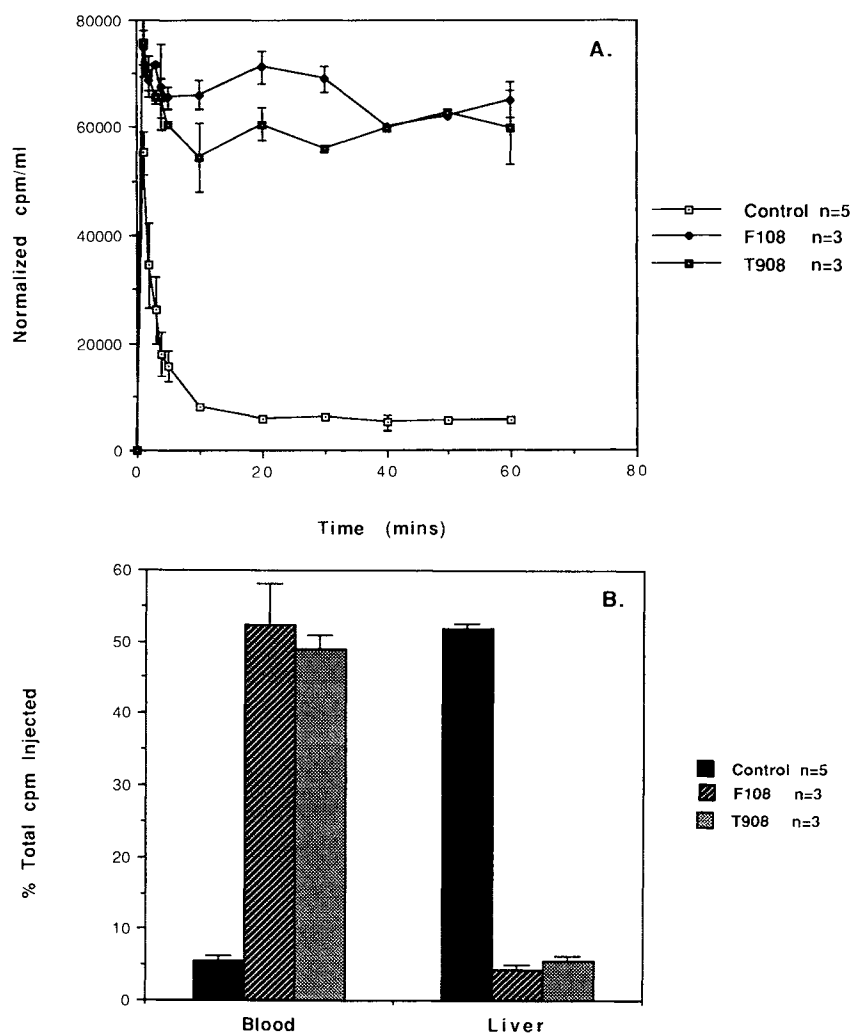 A.
80000
60000
40000
20000
0
Normalized cpm/ml
0 20 40 60 80
Time (mins)
Control n=5
F108 n=3
T908 n=3
B.
60
50
40
30
20
10
0
% Total cpm Injected
Blood Liver
Control n=5
F108 n=3
T908 n=3